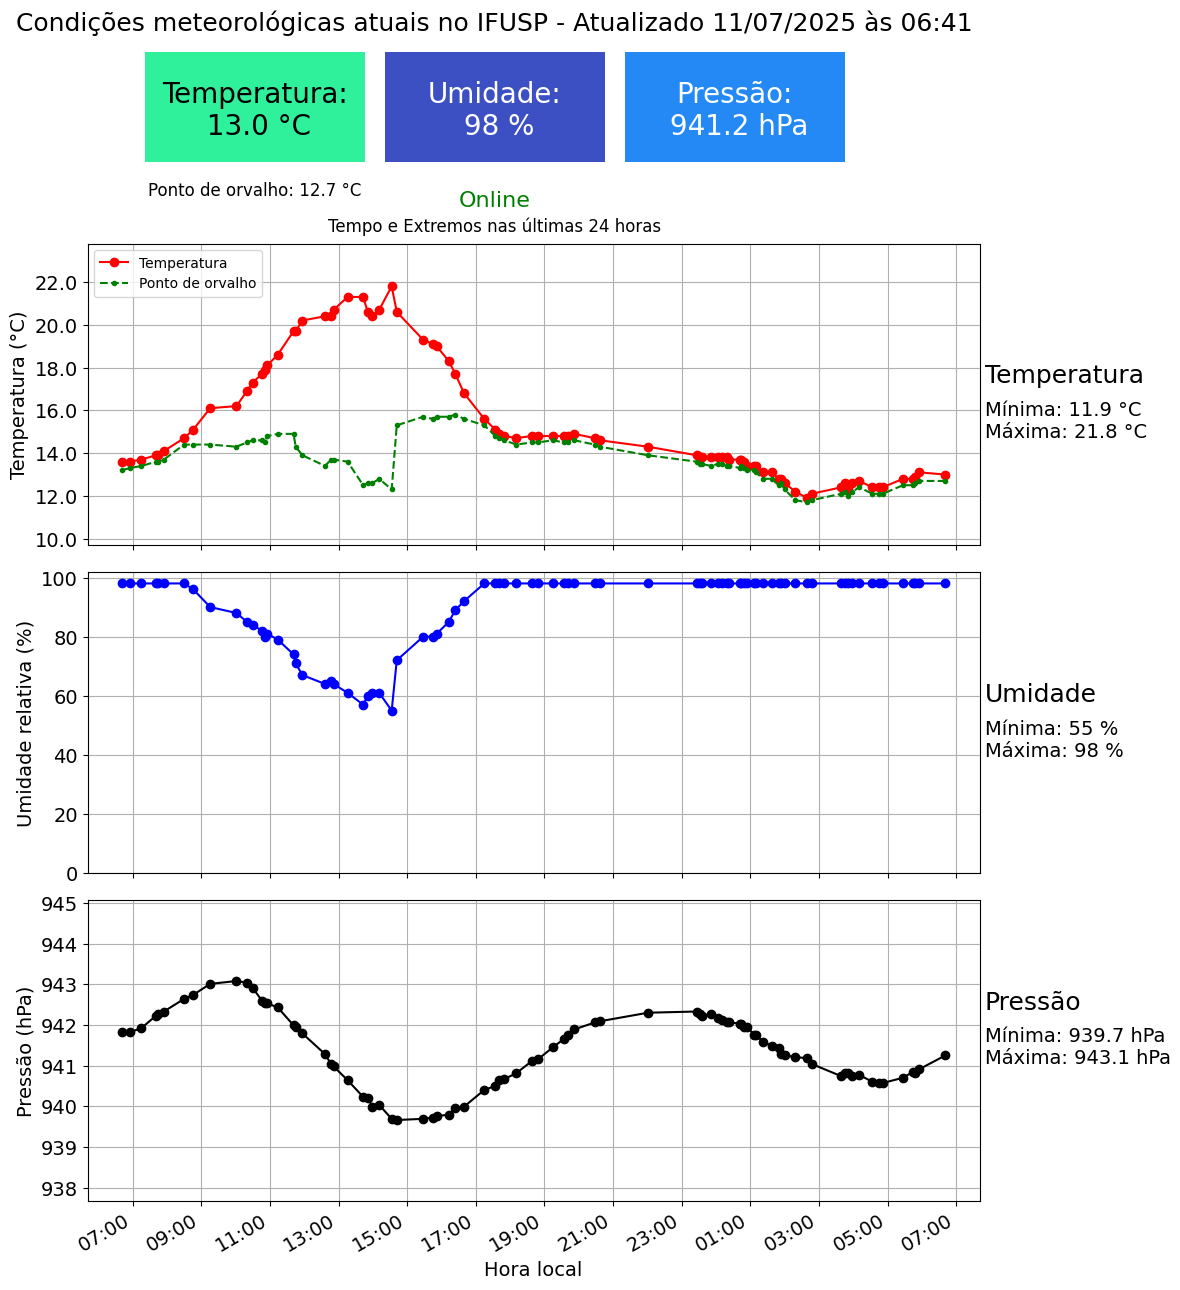 Condições meteorológicas atuais no IFUSP - Atualizado 11/07/2025 às 06:41
Temperatura:
13.0 °C
Umidade:
98 %
Pressão:
941.2 hPa
Ponto de orvalho: 12.7 °C
Online
Tempo e Extremos nas últimas 24 horas
Temperatura
Ponto de orvalho
Temperatura (°C)
22.0
20.0
18.0
16.0
14.0
12.0
10.0
Temperatura
Mínima: 11.9 °C
Máxima: 21.8 °C
Umidade relativa (%)
100
80
60
40
20
0
Umidade
Mínima: 55 %
Máxima: 98 %
Pressão (hPa)
945
944
943
942
941
940
939
938
Pressão
Mínima: 939.7 hPa
Máxima: 943.1 hPa
07:00 09:00 11:00 13:00 15:00 17:00 19:00 21:00 23:00 01:00 03:00 05:00 07:00
Hora local